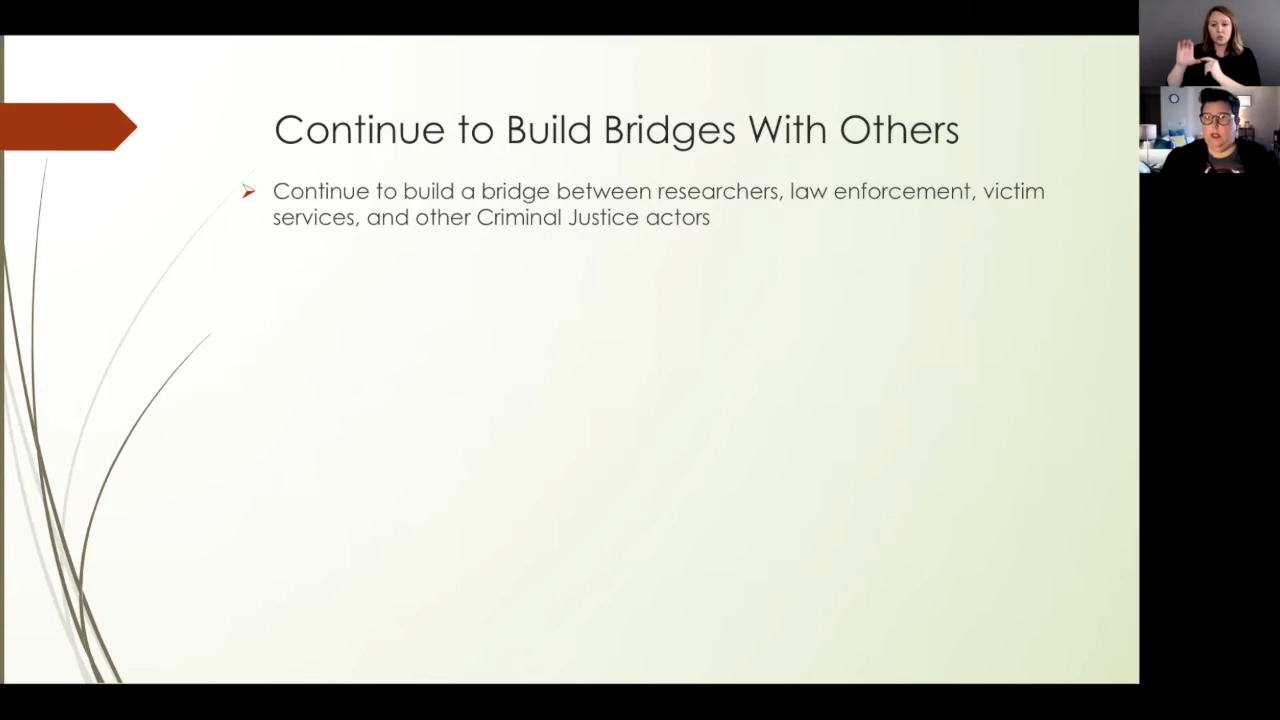 Continue to Build Bridges With Others
Continue to build a bridge between researchers, law enforcement, victim
services, and other Criminal Justice actors